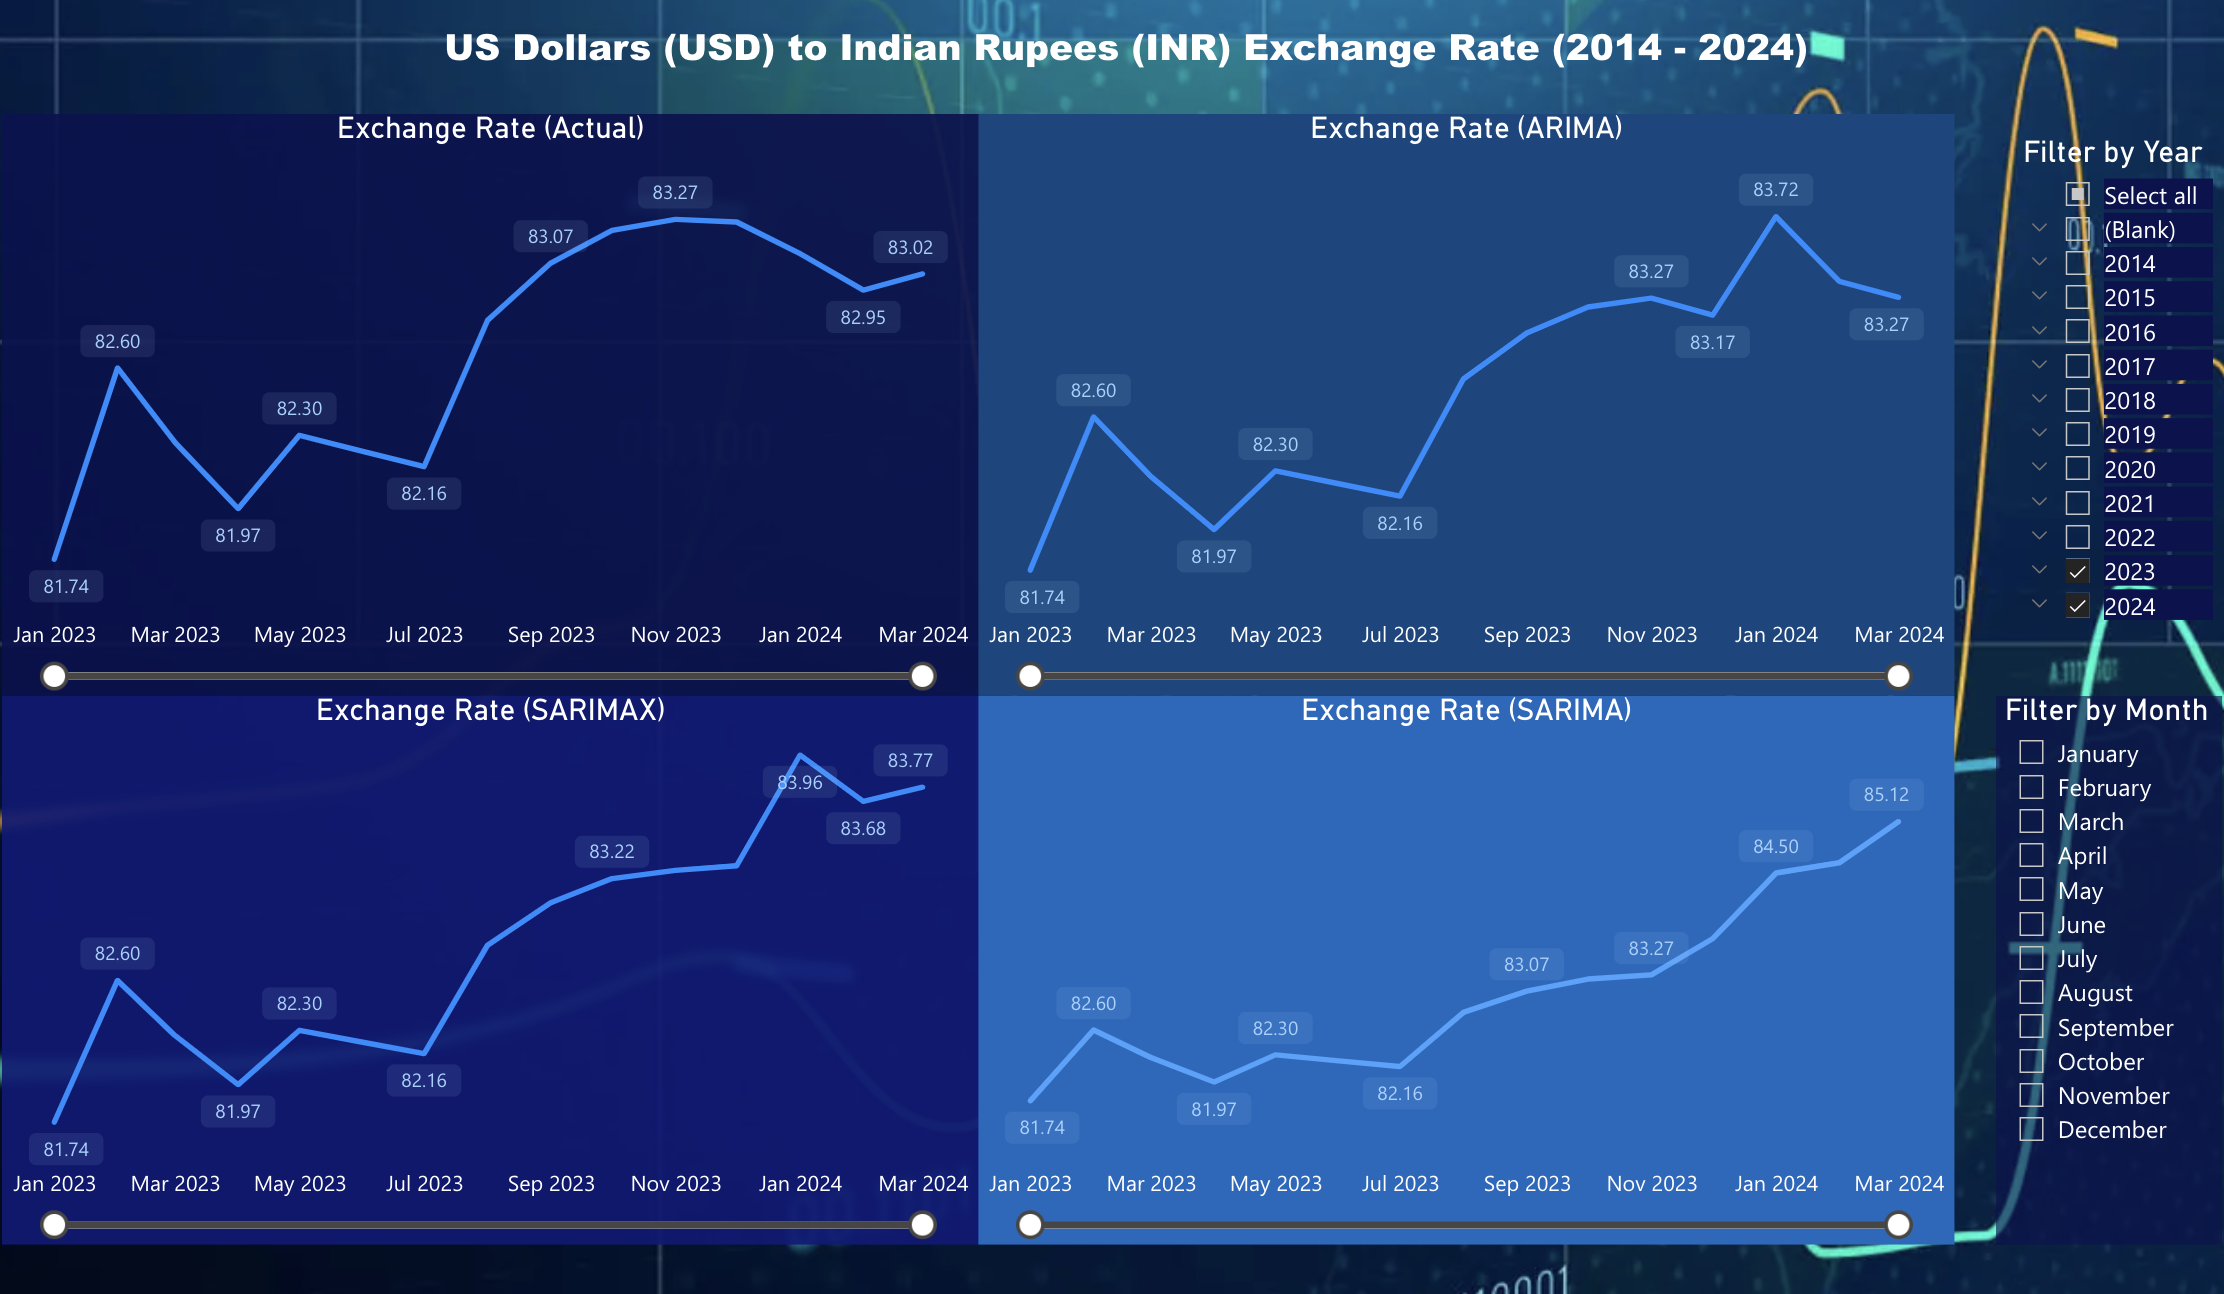 US Dollars (USD) to Indian Rupees (INR) Exchange Rate (2014 - 2024)
Exchange Rate (Actual)
83.27
83.07
83.02
82.95
82.60
82.30
82.16
81.97
81.74
Jan 2023 Mar 2023 May 2023 Jul 2023 Sep 2023 Nov 2023 Jan 2024 Mar 2024
Exchange Rate (ARIMA)
83.72
83.27
83.27
83.17
82.60
82.30
82.16
81.97
81.74
Jan 2023 Mar 2023 May 2023 Jul 2023 Sep 2023 Nov 2023 Jan 2024 Mar 2024
Exchange Rate (SARIMAX)
83.77
83.96
83.68
83.22
82.60
82.30
82.16
81.97
81.74
Jan 2023 Mar 2023 May 2023 Jul 2023 Sep 2023 Nov 2023 Jan 2024 Mar 2024
Exchange Rate (SARIMA)
85.12
84.50
83.27
83.07
82.60
82.30
82.16
81.97
81.74
Jan 2023 Mar 2023 May 2023 Jul 2023 Sep 2023 Nov 2023 Jan 2024 Mar 2024
Filter by Year
Select all
(Blank)
2014
2015
2016
2017
2018
2019
2020
2021
2022
2023
2024
Filter by Month
January
February
March
April
May
June
July
August
September
October
November
December